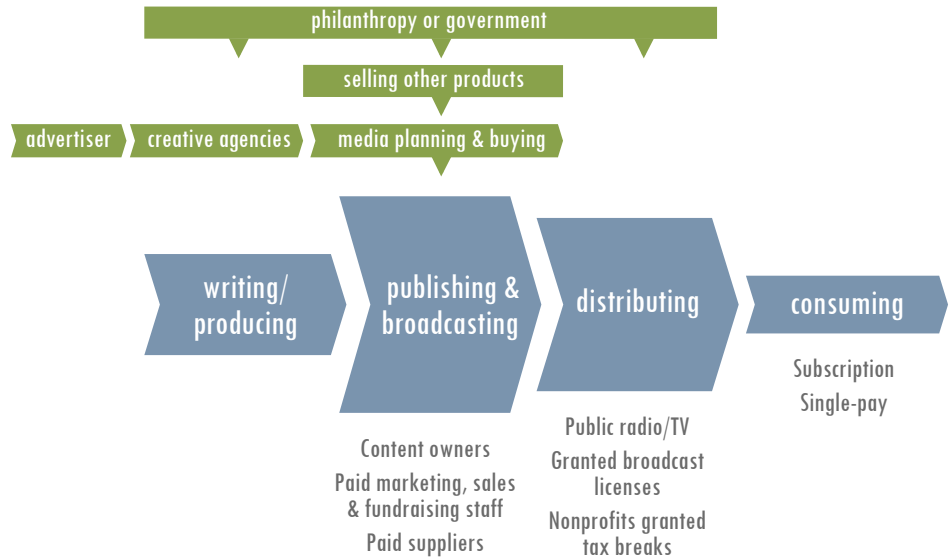 philanthropy or government
selling other products
advertiser
creative agencies
media planning & buying
writing/
producing
publishing &
broadcasting
distributing
consuming
Content owners
Paid marketing, sales
& fundraising staff
Paid suppliers
Public radio/TV
Granted broadcast
licenses
Nonprofits granted
tax breaks
Subscription
Single-pay